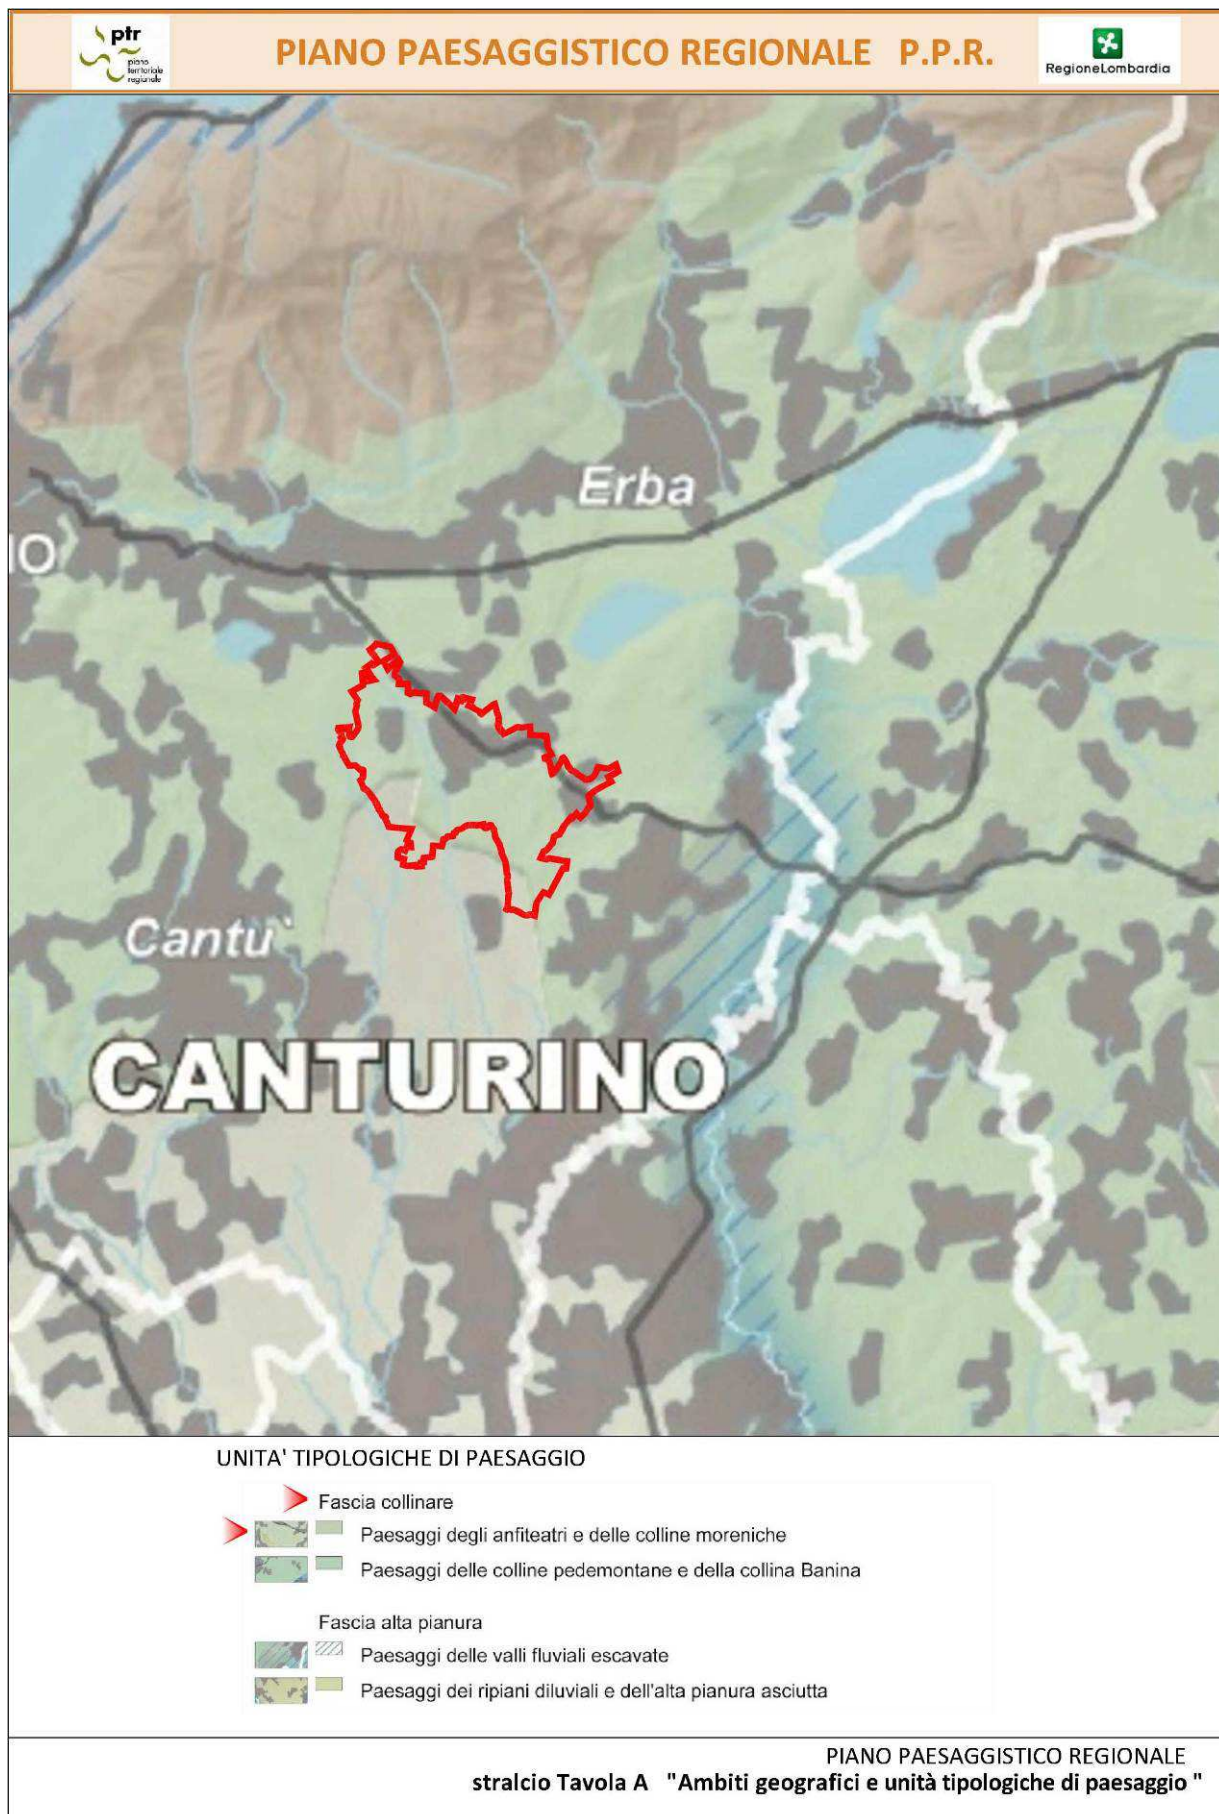 ptr
piano
territoriale
regionale
PIANO PAESAGGISTICO REGIONALE P.P.R.
RegioneLombardia
Erba
IO
Cantu`
CANTURINO
UNITA' TIPOLOGICHE DI PAESAGGIO
Fascia collinare
Paesaggi degli anfiteatri e delle colline moreniche
Paesaggi delle colline pedemontane e della collina Banina
Fascia alta pianura
Paesaggi delle valli fluviali escavate
Paesaggi dei ripiani diluviali e dell'alta pianura asciutta
PIANO PAESAGGISTICO REGIONALE
stralcio Tavola A "Ambiti geografici e unità tipologiche di paesaggio "